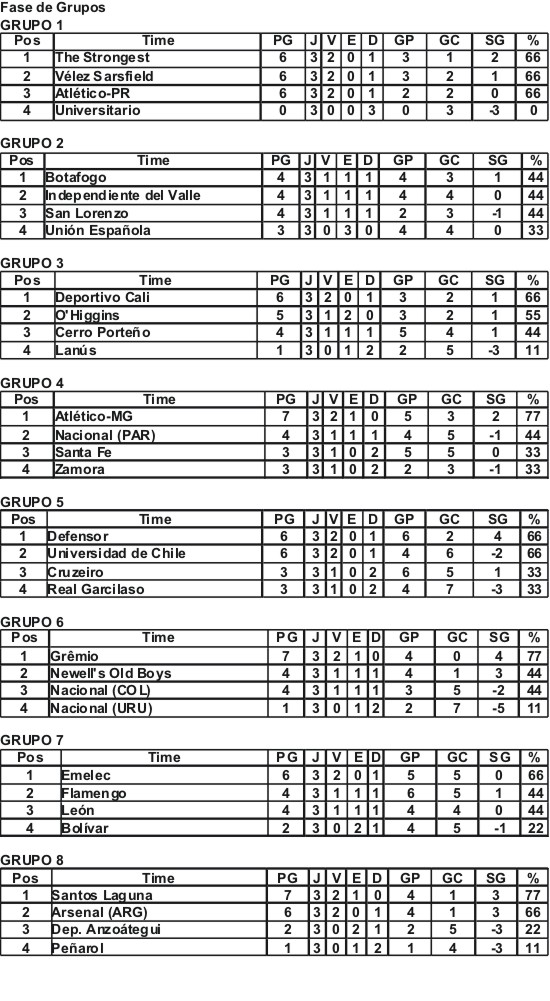 Fase de Grupos
GRUPO 1
Pos Time PG J V E D GP GC SG %
1 The Strongest 6 3 2 0 1 3 1 2 66
2 Vélez Sarsfield 6 3 2 0 1 3 2 1 66
3 Atlético-PR 6 3 2 0 1 2 2 0 66
4 Universitario 0 3 0 0 3 0 3 -3 0
GRUPO 2
Pos Time PG J V E D GP GC SG %
1 Botafogo 4 3 1 1 1 4 3 1 44
2 Independiente del Valle 4 3 1 1 1 4 4 0 44
3 San Lorenzo 4 3 1 1 1 2 3 -1 44
4 Unión Española 3 3 0 3 0 4 4 0 33
GRUPO 3
Pos Time PG J V E D GP GC SG %
1 Deportivo Cali 6 3 2 0 1 3 2 1 66
2 O'Higgins 5 3 1 2 0 3 2 1 55
3 Cerro Porteño 4 3 1 1 1 5 4 1 44
4 Lanús 1 3 0 1 2 2 5 -3 11
GRUPO 4
Pos Time PG J V E D GP GC SG %
1 Atlético-MG 7 3 2 1 0 5 3 2 77
2 Nacional (PAR) 4 3 1 1 1 4 5 -1 44
3 Santa Fe 3 3 1 0 2 5 5 0 33
4 Zamora 3 3 1 0 2 2 3 -1 33
GRUPO 5
Pos Time PG J V E D GP GC SG %
1 Defensor 6 3 2 0 1 6 2 4 66
2 Universidad de Chile 6 3 2 0 1 4 6 -2 66
3 Cruzeiro 3 3 1 0 2 6 5 1 33
4 Real Garcilaso 3 3 1 0 2 4 7 -3 33
GRUPO 6
Pos Time PG J V E D GP GC SG %
1 Grêmio 7 3 2 1 0 4 0 4 77
2 Newell's Old Boys 4 3 1 1 1 4 1 3 44
3 Nacional (COL) 4 3 1 1 1 3 5 -2 44
4 Nacional (URU) 1 3 0 1 2 2 7 -5 11
GRUPO 7
Pos Time PG J V E D GP GC SG %
1 Emelec 6 3 2 0 1 5 5 0 66
2 Flamengo 4 3 1 1 1 6 5 1 44
3 León 4 3 1 1 1 4 4 0 44
4 Bolívar 2 3 0 2 1 4 5 -1 22
GRUPO 8
Pos Time PG J V E D GP GC SG %
1 Santos Laguna 7 3 2 1 0 4 1 3 77
2 Arsenal (ARG) 6 3 2 0 1 4 1 3 66
3 Dep. Anzoátegui 2 3 0 2 1 2 5 -3 22
4 Peñarol 1 3 0 1 2 1 4 -3 11